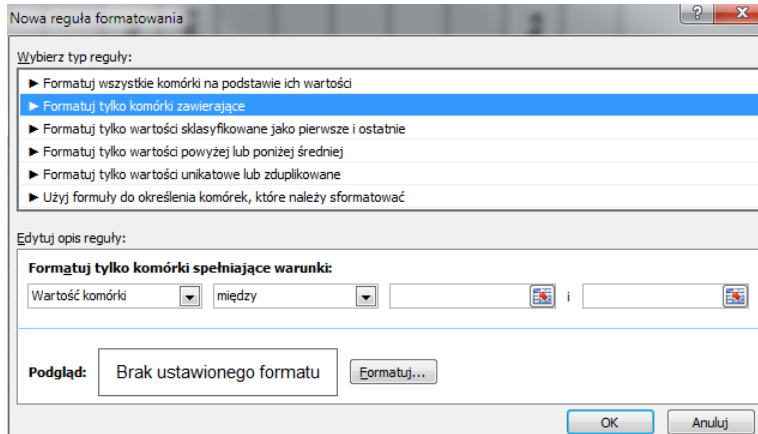 Nowa reguła formatowania
Wybierz typ reguły:
► Formatuj wszystkie komórki na podstawie ich wartości
► Formatuj tylko komórki zawierające
► Formatuj tylko wartości sklasyfikowane jako pierwsze i ostatnie
► Formatuj tylko wartości powyżej lub poniżej średniej
► Formatuj tylko wartości unikatowe lub zduplikowane
► Użyj formuły do określenia komórek, które należy sformatować
Edytuj opis reguły:
Formatuj tylko komórki spełniające warunki:
Wartość komórki między i
Podgląd: Brak ustawionego formatu Formatuj...
OK Anuluj